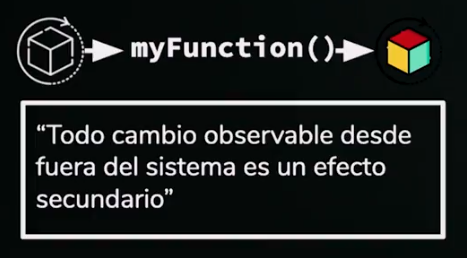 myFunction()
“Todo cambio observable desde
fuera del sistema es un efecto
secundario”